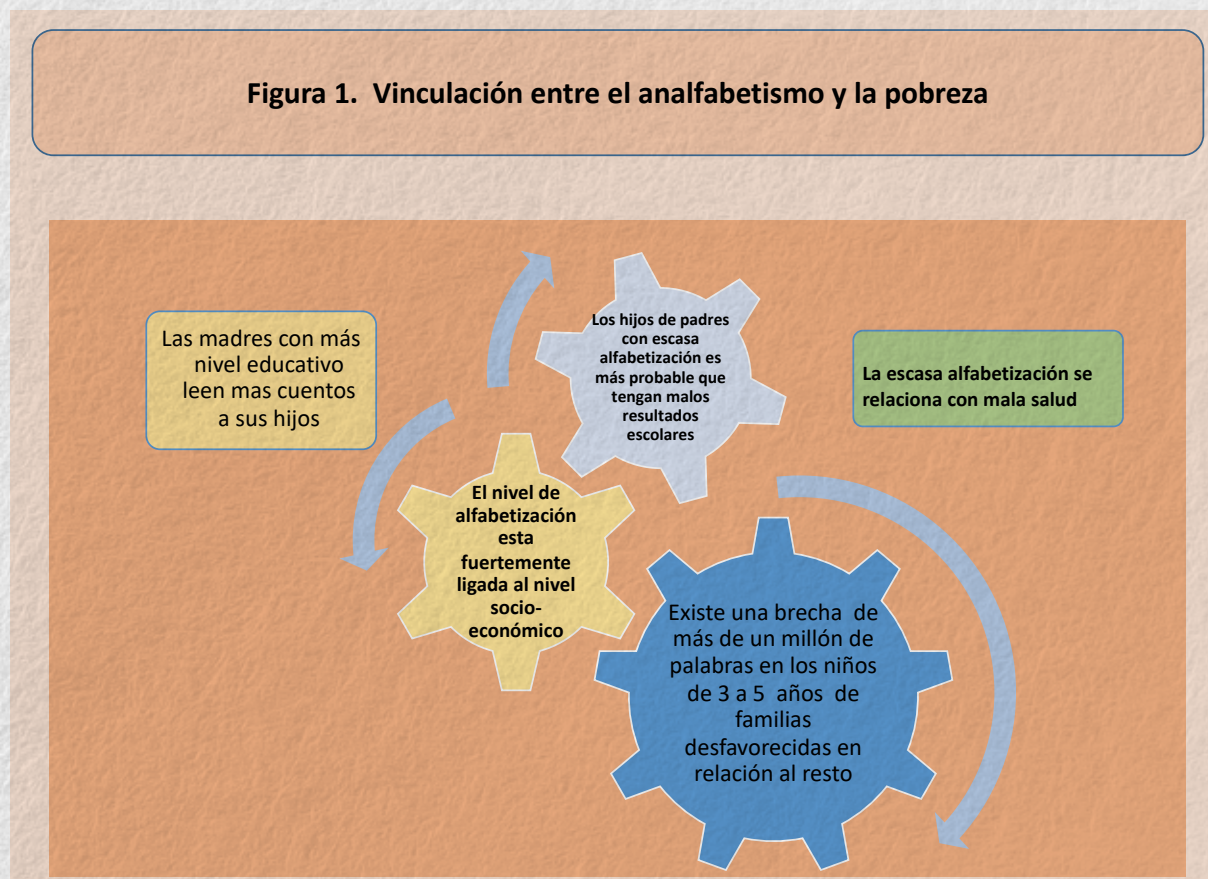 Figura 1. Vinculación entre el analfabetismo y la pobreza
Las madres con más
nivel educativo
leen mas cuentos
a sus hijos
Los hijos de padres
con escasa
alfabetización es
más probable que
tengan malos
resultados
escolares
La escasa alfabetización se
relaciona con mala salud
El nivel de
alfabetización
esta
fuertemente
ligada al nivel
socio-
económico
Existe una brecha de
más de un millón de
palabras en los niños
de 3 a 5 años de
familias
desfavorecidas en
relación al resto